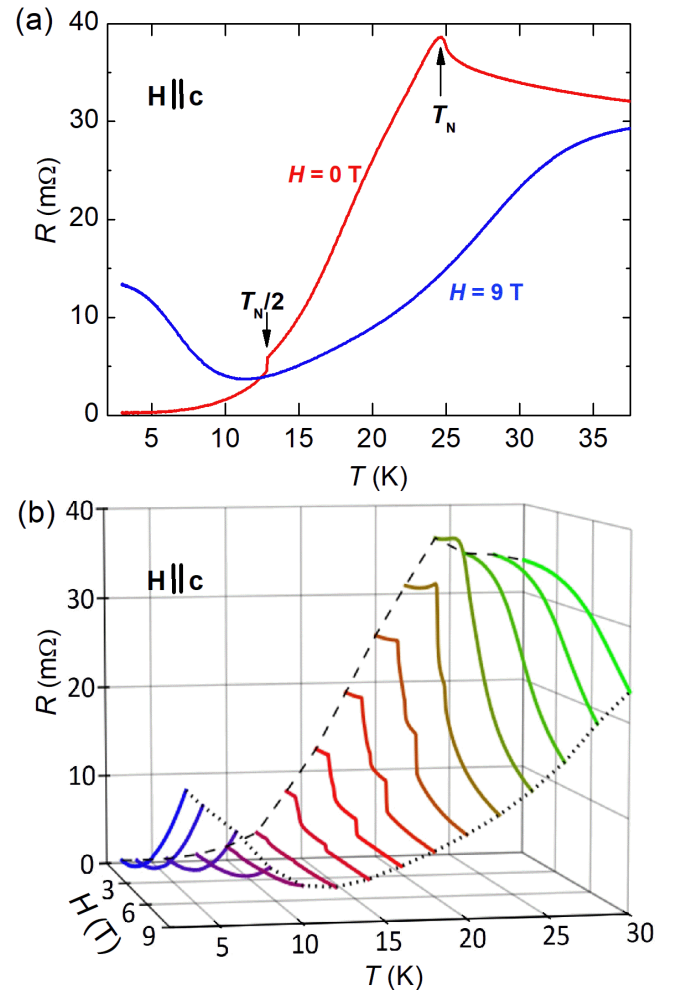 (a)
40
30
20
10
0
R (mΩ)
H||c
H = 0 T
T_N
T_N/2
H = 9 T
5 10 15 20 25 30 35
T (K)
(b)
40
30
20
10
0
R (mΩ)
H||c
3
6
9
H (T)
5 10 15 20 25 30
T (K)